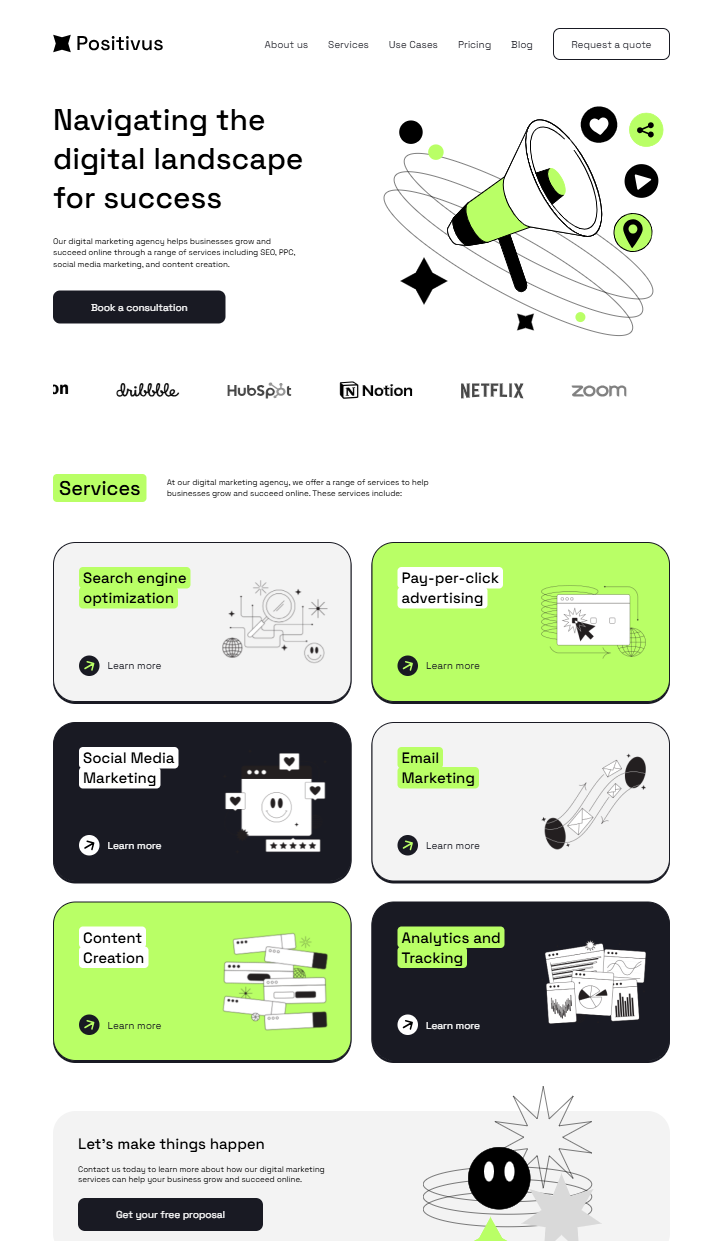 Positivus
About us
Services
Use Cases
Pricing
Blog
Request a quote
Navigating the
digital landscape
for success
Our digital marketing agency helps businesses grow and
succeed online through a range of services including SEO, PPC,
social media marketing, and content creation.
Book a consultation
on
dribbble
HubSpot
Notion
NETFLIX
zoom
Services
At our digital marketing agency, we offer a range of services to help
businesses grow and succeed online. These services include:
Search engine
optimization
Learn more
Pay-per-click
advertising
Learn more
Social Media
Marketing
Learn more
Email
Marketing
Learn more
Content
Creation
Learn more
Analytics and
Tracking
Learn more
Let's make things happen
Contact us today to learn more about how our digital marketing
services can help your business grow and succeed online.
Get your free proposal